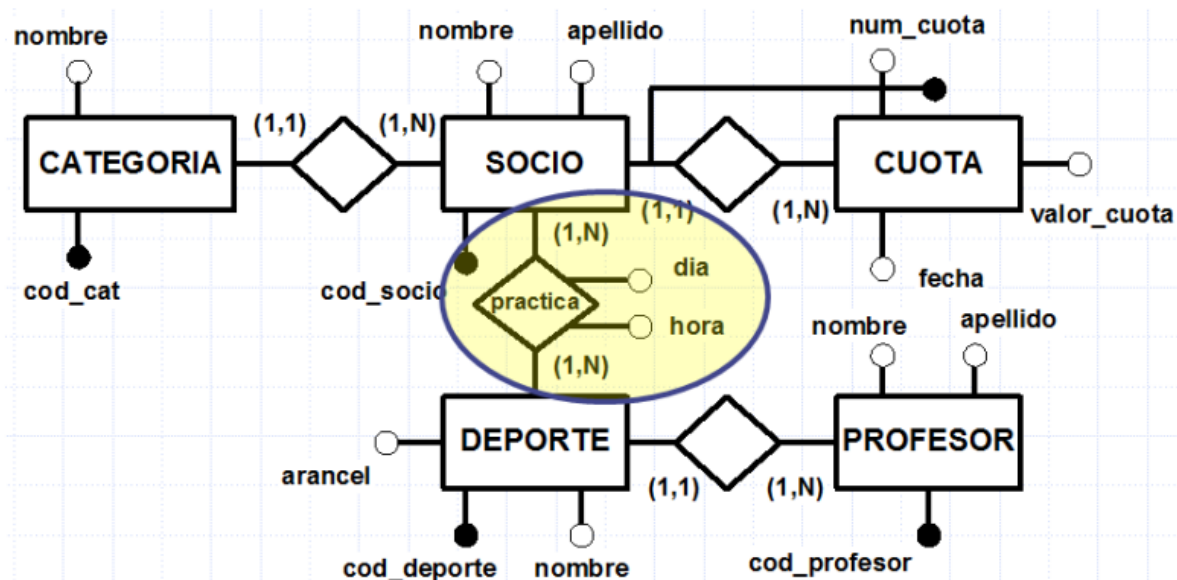 nombre
nombre
apellido
num_cuota
(1,1)
(1,N)
CATEGORIA
SOCIO
CUOTA
(1,1)
(1,N)
valor_cuota
(1,N)
cod_cat
cod_socio
dia
fecha
practica
hora
nombre
apellido
(1,N)
DEPORTE
PROFESOR
arancel
(1,1)
(1,N)
cod_deporte
nombre
cod_profesor